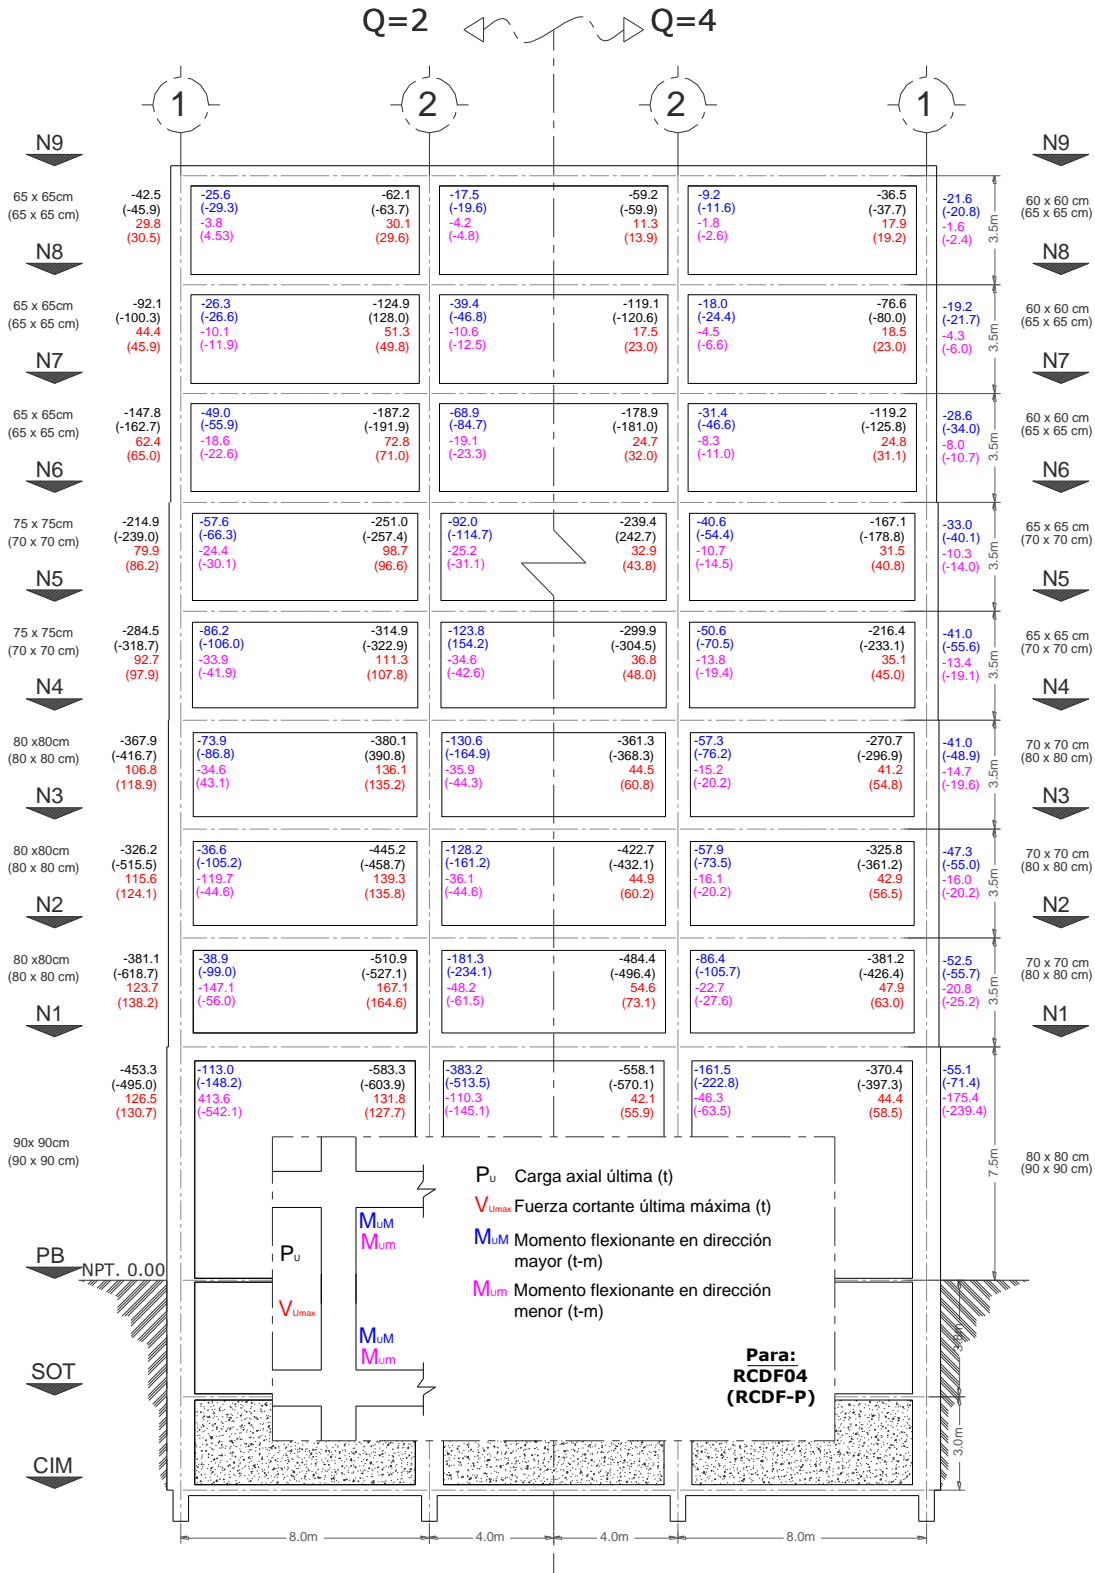 Q=2 Q=4
1 2 2 1
N9 N9
65 x 65cm -42.5 -25.6 -62.1 -17.5 -59.2 -9.2 -36.5 -21.6 60 x 60 cm
(65 x 65 cm) (-45.9) (-29.3) (-63.7) (-19.6) (-59.9) (-11.6) (-37.7) (-20.8) (65 x 65 cm)
29.8 -3.8 30.1 -4.2 11.3 -1.8 17.9 -1.6
(30.5) (4.53) (29.6) (-4.8) (13.9) (-2.6) (19.2) (-2.4) 3.5m
N8 N8
65 x 65cm -92.1 -26.3 -124.9 -39.4 -119.1 -18.0 -76.6 -19.2 60 x 60 cm
(65 x 65 cm) (-100.3) (-26.6) (128.0) (-46.8) (-120.6) (-24.4) (-80.0) (-21.7) (65 x 65 cm)
44.4 -10.1 51.3 -10.6 17.5 -4.5 18.5 -4.3
(45.9) (-11.9) (49.8) (-12.5) (23.0) (-6.6) (23.0) (-6.0) 3.5m
N7 N7
65 x 65cm -147.8 -49.0 -187.2 -68.9 -178.9 -31.4 -119.2 -28.6 60 x 60 cm
(65 x 65 cm) (-162.7) (-55.9) (-191.9) (-84.7) (-181.0) (-46.6) (-125.8) (-34.0) (65 x 65 cm)
62.4 -18.6 72.8 -19.1 24.7 -8.3 24.8 -8.0
(65.0) (-22.6) (71.0) (-23.3) (32.0) (-11.0) (31.1) (-10.7) 3.5m
N6 N6
75 x 75cm -214.9 -57.6 -251.0 -92.0 -239.4 -40.6 -167.1 -33.0 65 x 65 cm
(70 x 70 cm) (-239.0) (-66.3) (-257.4) (-114.7) (242.7) (-54.4) (-178.8) (-40.1) (70 x 70 cm)
79.9 -24.4 98.7 -25.2 32.9 -10.7 31.5 -10.3
(86.2) (-30.1) (96.6) (-31.1) (43.8) (-14.5) (40.8) (-14.0) 3.5m
N5 N5
75 x 75cm -284.5 -86.2 -314.9 -123.8 -299.9 -50.6 -216.4 -41.0 65 x 65 cm
(70 x 70 cm) (-318.7) (-106.0) (-322.9) (154.2) (-304.5) (-70.5) (-233.1) (-55.6) (70 x 70 cm)
92.7 -33.9 111.3 -34.6 36.8 -13.8 35.1 -13.4
(97.9) (-41.9) (107.8) (-42.6) (48.0) (-19.4) (45.0) (-19.1) 3.5m
N4 N4
80 x80cm -367.9 -73.9 -380.1 -130.6 -361.3 -57.3 -270.7 -41.0 70 x 70 cm
(80 x 80 cm) (-416.7) (-86.8) (390.8) (-164.9) (-368.3) (-76.2) (-296.9) (-48.9) (80 x 80 cm)
106.8 -34.6 136.1 -35.9 44.5 -15.2 41.2 -14.7
(118.9) (43.1) (135.2) (-44.3) (60.8) (-20.2) (54.8) (-19.6) 3.5m
N3 N3
80 x80cm -326.2 -36.6 -445.2 -128.2 -422.7 -57.9 -325.8 -47.3 70 x 70 cm
(80 x 80 cm) (-515.5) (-105.2) (-458.7) (-161.2) (-432.1) (-73.5) (-361.2) (-55.0) (80 x 80 cm)
115.6 -119.7 139.3 -36.1 44.9 -16.1 42.9 -16.0
(124.1) (-44.6) (135.8) (-44.6) (60.2) (-20.2) (56.5) (-20.2) 3.5m
N2 N2
80 x80cm -381.1 -38.9 -510.9 -181.3 -484.4 -86.4 -381.2 -52.5 70 x 70 cm
(80 x 80 cm) (-618.7) (-99.0) (-527.1) (-234.1) (-496.4) (-105.7) (-426.4) (-55.7) (80 x 80 cm)
123.7 -147.1 167.1 -48.2 54.6 -22.7 47.9 -20.8
(138.2) (-56.0) (164.6) (-61.5) (73.1) (-27.6) (63.0) (-25.2) 3.5m
N1 N1
-453.3 -113.0 -583.3 -383.2 -558.1 -161.5 -370.4 -55.1
(-495.0) (-148.2) (-603.9) (-513.5) (-570.1) (-222.8) (-397.3) (-71.4)
126.5 413.6 131.8 -110.3 42.1 -46.3 44.4 -175.4
(130.7) (-542.1) (127.7) (-145.1) (55.9) (-63.5) (58.5) (-239.4)
90x 90cm 80 x 80 cm
(90 x 90 cm) (90 x 90 cm)
7.5m
PU Carga axial última (t)
VUmax Fuerza cortante última máxima (t)
MUM Momento flexionante en dirección
mayor (t-m)
MUm Momento flexionante en dirección
menor (t-m)
MUM
MUm
PU
VUmax
MUM
MUm
Para:
RCDF04
(RCDF-P)
PB
NPT. 0.00
SOT
3.0m
CIM
8.0m 4.0m 4.0m 8.0m